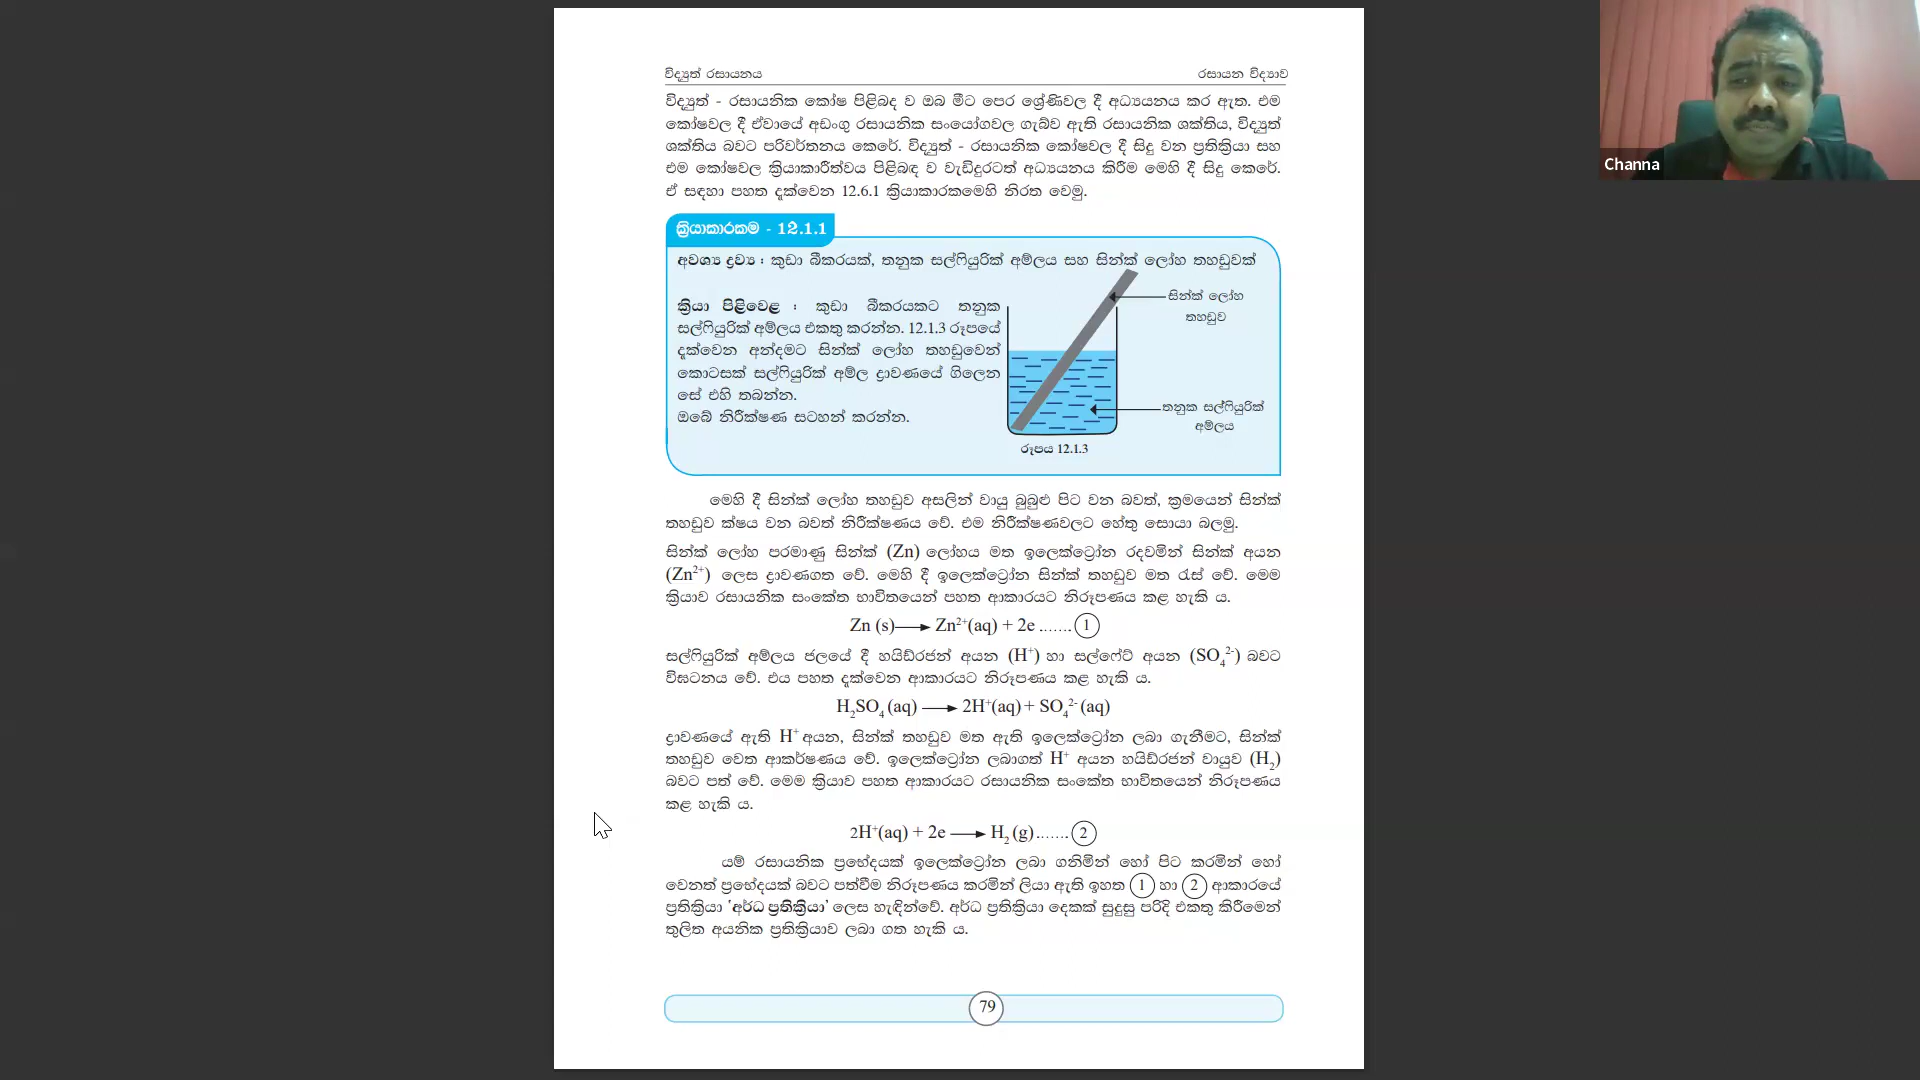 විද්‍යුත් රසායනය
රසායන විද්‍යාව
Channa
විද්‍යුත් - රසායනික කෝෂ පිළිබද ව ඔබ මීට පෙර ශ්‍රේණිවල දී අධ්‍යයනය කර ඇත. එම
කෝෂවල දී ඒවායේ අඩංගු රසායනික සංයෝගවල ගැබ්ව ඇති රසායනික ශක්තිය, විද්‍යුත්
ශක්තිය බවට පරිවර්තනය කෙරේ. විද්‍යුත් - රසායනික කෝෂවල දී සිදු වන ප්‍රතික්‍රියා සහ
එම කෝෂවල ක්‍රියාකාරීත්වය පිළිබඳ ව වැඩිදුරටත් අධ්‍යයනය කිරීම මෙහි දී සිදු කෙරේ.
ඒ සඳහා පහත දැක්වෙන 12.6.1 ක්‍රියාකාරකමෙහි නිරත වෙමු.
ක්‍රියාකාරකම - 12.1.1
අවශ්‍ය ද්‍රව්‍ය : කුඩා බීකරයක්, තනුක සල්ෆියුරික් අම්ලය සහ සින්ක් ලෝහ තහඩුවක්
ක්‍රියා පිළිවෙළ : කුඩා බීකරයකට තනුක
සල්ෆියුරික් අම්ලය එකතු කරන්න. 12.1.3 රූපයේ
දැක්වෙන අන්දමට සින්ක් ලෝහ තහඩුවෙන්
කොටසක් සල්ෆියුරික් අම්ල ද්‍රාවණයේ ගිලෙන
සේ එහි තබන්න.
ඔබේ නිරීක්ෂණ සටහන් කරන්න.
සින්ක් ලෝහ
තහඩුව
තනුක සල්ෆියුරික්
අම්ලය
රූපය 12.1.3
මෙහි දී සින්ක් ලෝහ තහඩුව අසලින් වායු බුබුළු පිට වන බවත්, ක්‍රමයෙන් සින්ක්
තහඩුව ක්ෂය වන බවත් නිරීක්ෂණය වේ. එම නිරීක්ෂණවලට හේතු සොයා බලමු.
සින්ක් ලෝහ පරමාණු සින්ක් (Zn) ලෝහය මත ඉලෙක්ට්‍රෝන රඳවමින් සින්ක් අයන
(Zn²⁺) ලෙස ද්‍රාවණගත වේ. මෙහි දී ඉලෙක්ට්‍රෝන සින්ක් තහඩුව මත රැස් වේ. මෙම
ක්‍රියාව රසායනික සංකේත භාවිතයෙන් පහත ආකාරයට නිරූපණය කළ හැකි ය.
Zn (s) ⟶ Zn²⁺(aq) + 2e ....... ①
සල්ෆියුරික් අම්ලය ජලයේ දී හයිඩ්රජන් අයන (H⁺) හා සල්ෆේට් අයන (SO₄²⁻) බවට
විඝටනය වේ. එය පහත දැක්වෙන ආකාරයට නිරූපණය කළ හැකි ය.
H₂SO₄ (aq) ⟶ 2H⁺(aq) + SO₄²⁻ (aq)
ද්‍රාවණයේ ඇති H⁺ අයන, සින්ක් තහඩුව මත ඇති ඉලෙක්ට්‍රෝන ලබා ගැනීමට, සින්ක්
තහඩුව වෙත ආකර්ෂණය වේ. ඉලෙක්ට්‍රෝන ලබාගත් H⁺ අයන හයිඩ්රජන් වායුව (H₂)
බවට පත් වේ. මෙම ක්‍රියාව පහත ආකාරයට රසායනික සංකේත භාවිතයෙන් නිරූපණය
කළ හැකි ය.
2H⁺(aq) + 2e ⟶ H₂ (g) ....... ②
යම් රසායනික ප්‍රභේදයක් ඉලෙක්ට්‍රෝන ලබා ගනිමින් හෝ පිට කරමින් හෝ
වෙනත් ප්‍රභේදයක් බවට පත්වීම නිරූපණය කරමින් ලියා ඇති ඉහත ① හා ② ආකාරයේ
ප්‍රතික්‍රියා 'අර්ධ ප්‍රතික්‍රියා' ලෙස හැඳින්වේ. අර්ධ ප්‍රතික්‍රියා දෙකක් සුදුසු පරිදි එකතු කිරීමෙන්
තුලිත අයනික ප්‍රතික්‍රියාව ලබා ගත හැකි ය.
79